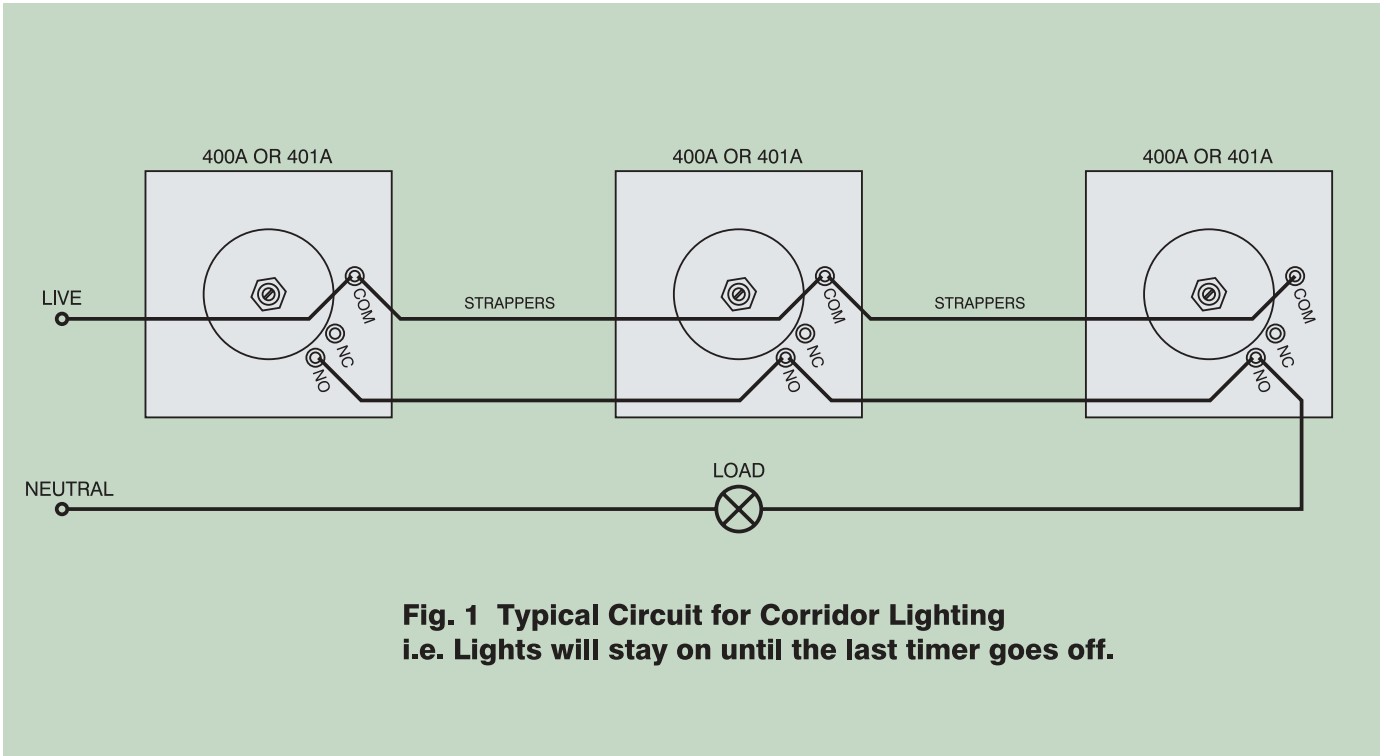 400A OR 401A
400A OR 401A
400A OR 401A
LIVE
COM
NC
NO
STRAPPERS
COM
NC
NO
STRAPPERS
COM
NC
NO
NEUTRAL
LOAD
Fig. 1 Typical Circuit for Corridor Lighting
i.e. Lights will stay on until the last timer goes off.